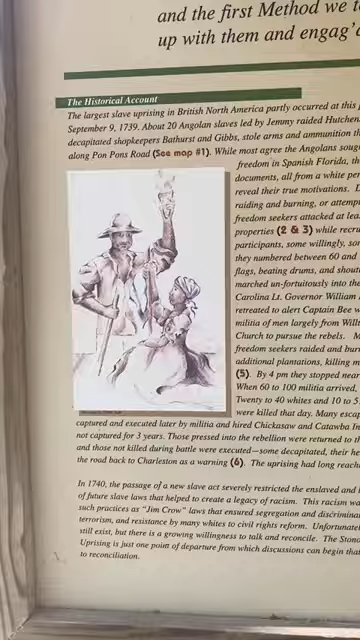 and the first Method we t
up with them and engag'd
The Historical Account
The largest slave uprising in British North America partly occurred at this
September 9, 1739. About 20 Angolan slaves led by Jemmy raided Hutchen
decapitated shopkeepers Bathurst and Gibbs, stole arms and ammunition th
along Pon Pons Road (See map #1). While most agree the Angolans soug
freedom in Spanish Florida, th
documents, all from a white per
reveal their true motivations.
raiding and burning, or attemp
freedom seekers attacked at lea
properties (2 & 3) while recru
participants, some willingly, so
they numbered between 60 and
flags, beating drums, and shout
marched un-fortuitously into the
Carolina Lt. Governor William
retreated to alert Captain Bee w
militia of men largely from Will
Church to pursue the rebels. M
freedom seekers raided and bur
additional plantations, killing m
(5). By 4 pm they stopped near
When 60 to 100 militia arrived,
Twenty to 40 whites and 10 to 5
were killed that day. Many escap
captured and executed later by militia and hired Chickasaw and Catawba In
not captured for 3 years. Those pressed into the rebellion were returned to th
and those not killed during battle were executed—some decapitated, their he
the road back to Charleston as a warning (6). The uprising had long reach
In 1740, the passage of a new slave act severely restricted the enslaved and
of future slave laws that helped to create a legacy of racism. This racism wa
such practices as "Jim Crow" laws that ensured segregation and discriminat
terrorism, and resistance by many whites to civil rights reform. Unfortunate
still exist, but there is a growing willingness to talk and reconcile. The Stono
Uprising is just one point of departure from which discussions can begin tha
to reconciliation.